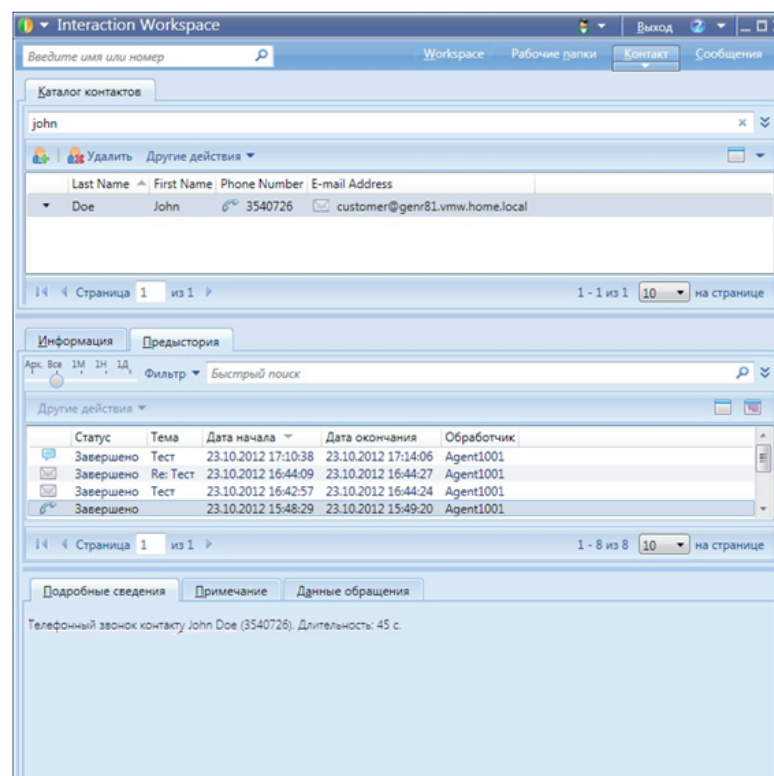 Interaction Workspace
Выход
Введите имя или номер
Workspace Рабочие папки Контакт Сообщения
Каталог контактов
john
Удалить Другие действия
Last Name First Name Phone Number E-mail Address
Doe John 3540726 customer@genr81.vmw.home.local
Страница 1 из 1 1 - 1 из 1 10 на странице
Информация Предыстория
Арх. Все 1М 1Н 1Д Фильтр Быстрый поиск
Другие действия
Статус Тема Дата начала Дата окончания Обработчик
Завершено Тест 23.10.2012 17:10:38 23.10.2012 17:14:06 Agent1001
Завершено Re: Тест 23.10.2012 16:44:09 23.10.2012 16:44:27 Agent1001
Завершено Тест 23.10.2012 16:42:57 23.10.2012 16:44:24 Agent1001
Завершено 23.10.2012 15:48:29 23.10.2012 15:49:20 Agent1001
Страница 1 из 1 1 - 8 из 8 10 на странице
Подробные сведения Примечание Данные обращения
Телефонный звонок контакту John Doe (3540726). Длительность: 45 с.